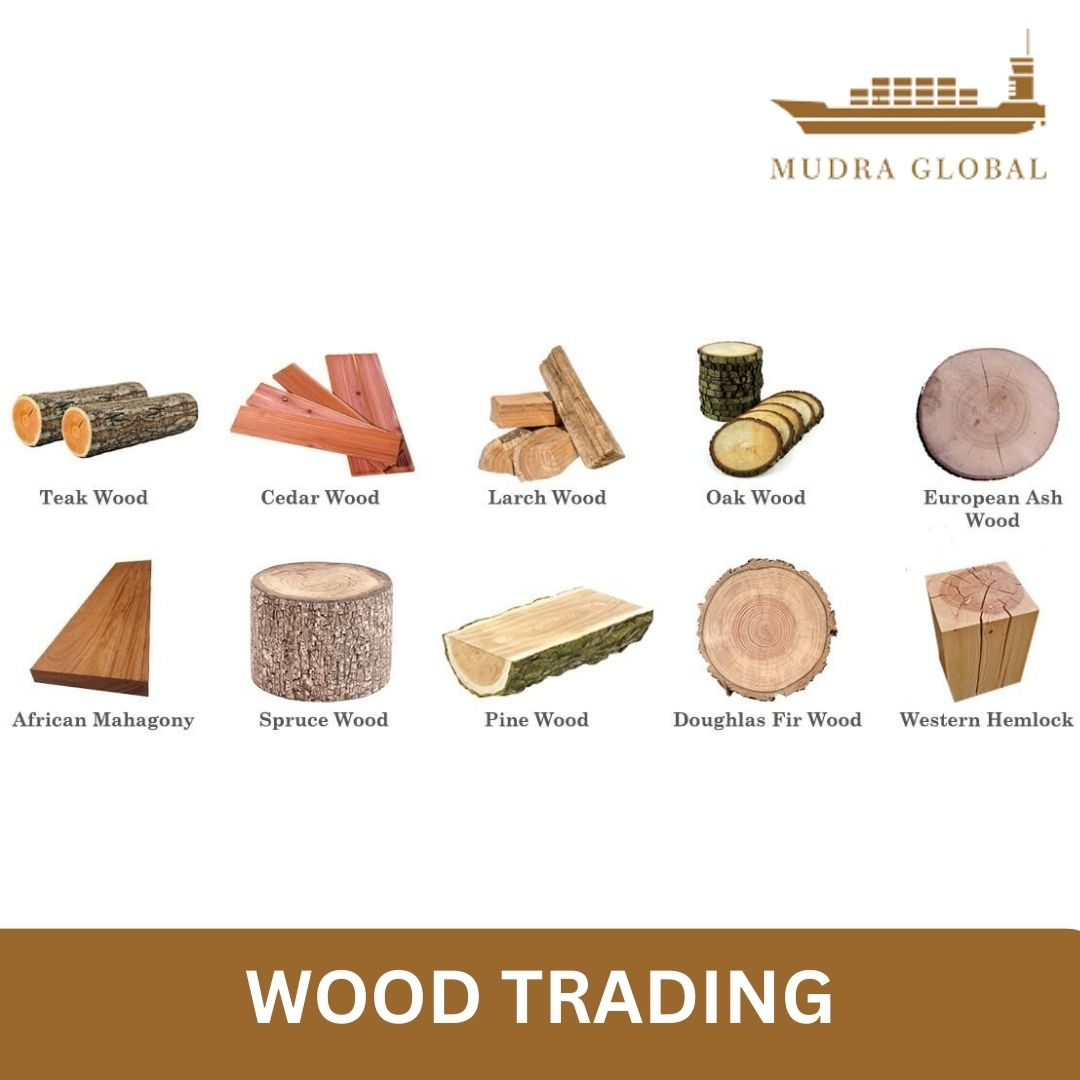 MUDRA GLOBAL
Teak Wood
Cedar Wood
Larch Wood
Oak Wood
European Ash
Wood
African Mahagony
Spruce Wood
Pine Wood
Doughlas Fir Wood
Western Hemlock
WOOD TRADING